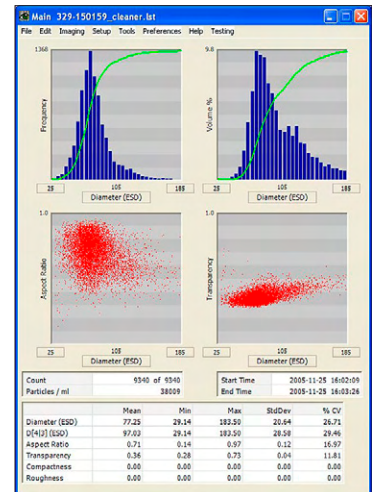 Main 329-150159_cleaner.lst
File Edit Imaging Setup Tools Preferences Help Testing
1368
Frequency
25 105 185
Diameter (ESD)
9.8
Volume %
25 105 185
Diameter (ESD)
1.0
Aspect Ratio
25 105 185
Diameter (ESD)
1.0
Transparency
25 105 185
Diameter (ESD)
Count 9340 of 9340
Particles / ml 38009
Start Time 2005-11-25 16:02:09
End Time 2005-11-25 16:03:26
Mean Min Max StdDev % CV
Diameter (ESD) 77.25 29.14 183.50 20.64 26.71
D[4|3] (ESD) 97.03 29.14 183.50 28.58 29.46
Aspect Ratio 0.71 0.14 0.97 0.12 16.97
Transparency 0.36 0.28 0.73 0.04 11.81
Compactness 0.00 0.00 0.00 0.00 0.00
Roughness 0.00 0.00 0.00 0.00 0.00